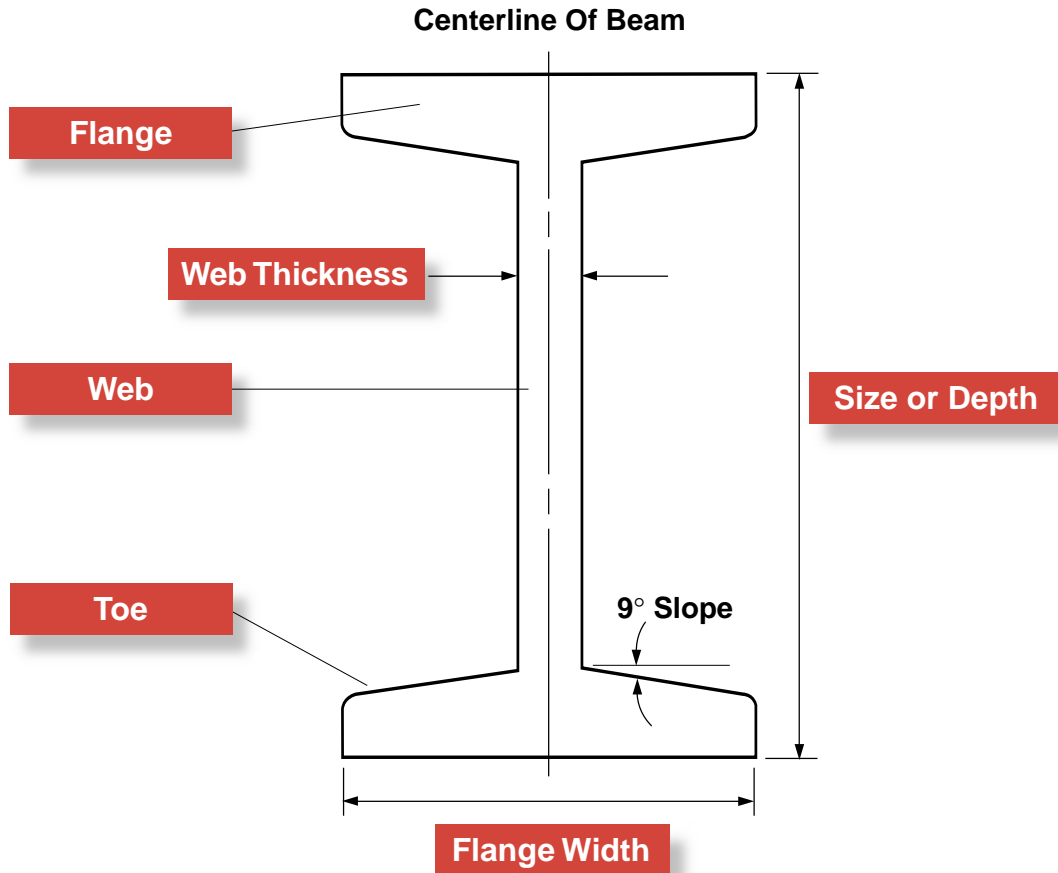 Centerline Of Beam
Flange
Web Thickness
Web
Size or Depth
Toe
9° Slope
Flange Width